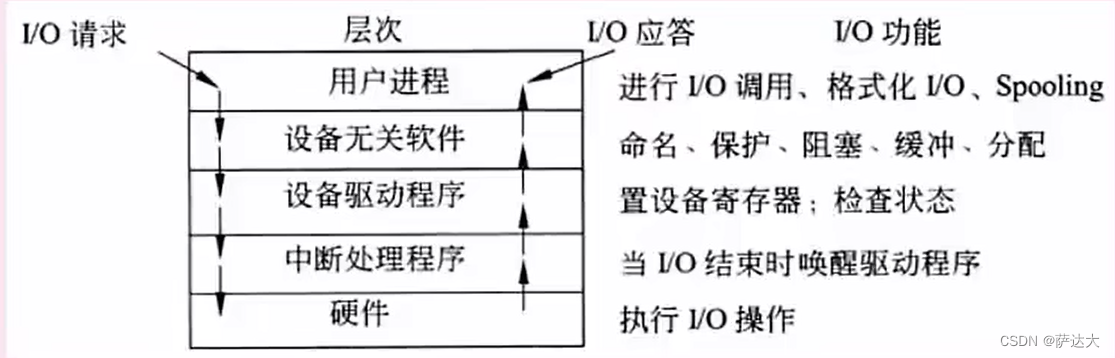 I/O 请求 层次 I/O 应答 I/O 功能
用户进程 进行 I/O 调用、格式化 I/O、Spooling
设备无关软件 命名、保护、阻塞、缓冲、分配
设备驱动程序 置设备寄存器；检查状态
中断处理程序 当 I/O 结束时唤醒驱动程序
硬件 执行 I/O 操作
CSDN @萨达大